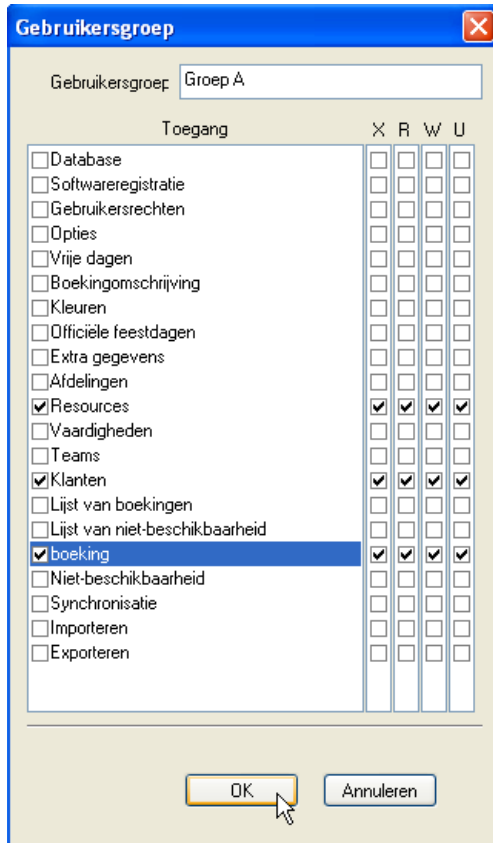 Gebruikersgroep
Gebruikersgroep Groep A
Toegang X R W U
Database
Softwareregistratie
Gebruikersrechten
Opties
Vrije dagen
Boekingomschrijving
Kleuren
Officiële feestdagen
Extra gegevens
Afdelingen
Resources
Vaardigheden
Teams
Klanten
Lijst van boekingen
Lijst van niet-beschikbaarheid
boeking
Niet-beschikbaarheid
Synchronisatie
Importeren
Exporteren
OK Annuleren